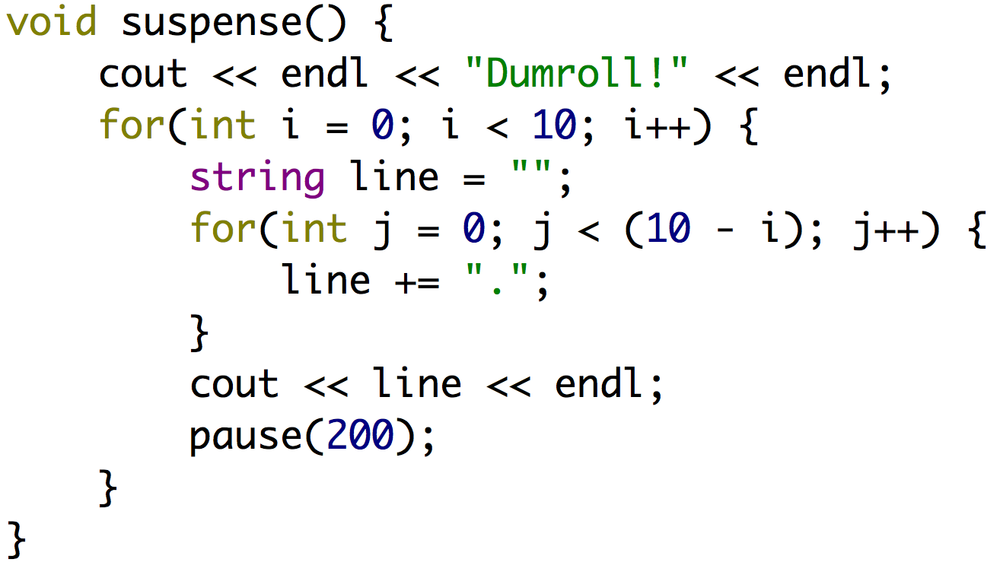 void suspense() {
    cout << endl << "Dumroll!" << endl;
    for(int i = 0; i < 10; i++) {
        string line = "";
        for(int j = 0; j < (10 - i); j++) {
            line += ".";
        }
        cout << line << endl;
        pause(200);
    }
}